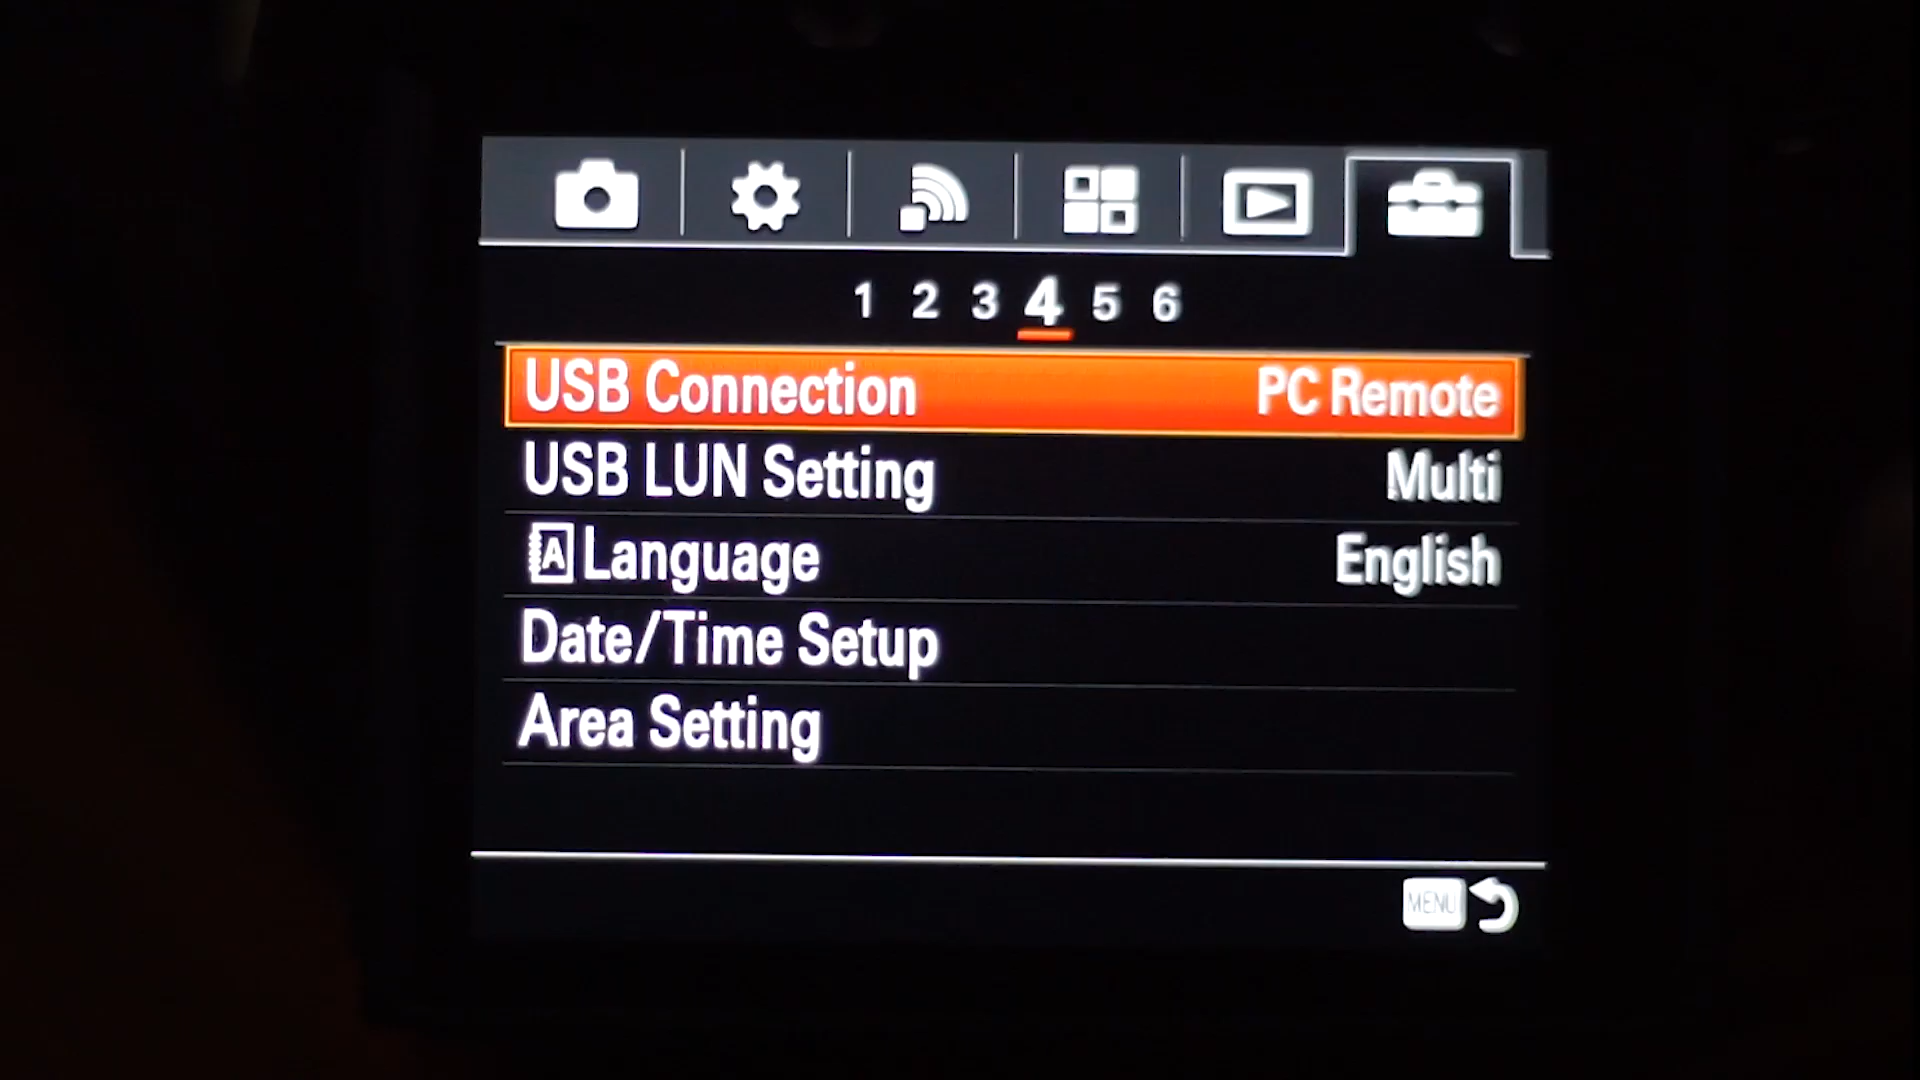 1 2 3 4 5 6
USB Connection PC Remote
USB LUN Setting Multi
A Language English
Date/Time Setup
Area Setting
MENU